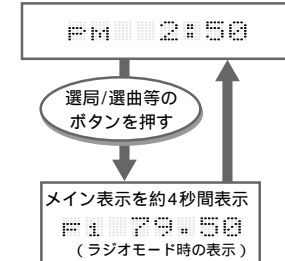 PM 2:50
選局/選曲等の
ボタンを押す
メイン表示を約4秒間表示
F1 79.50
(ラジオモード時の表示)